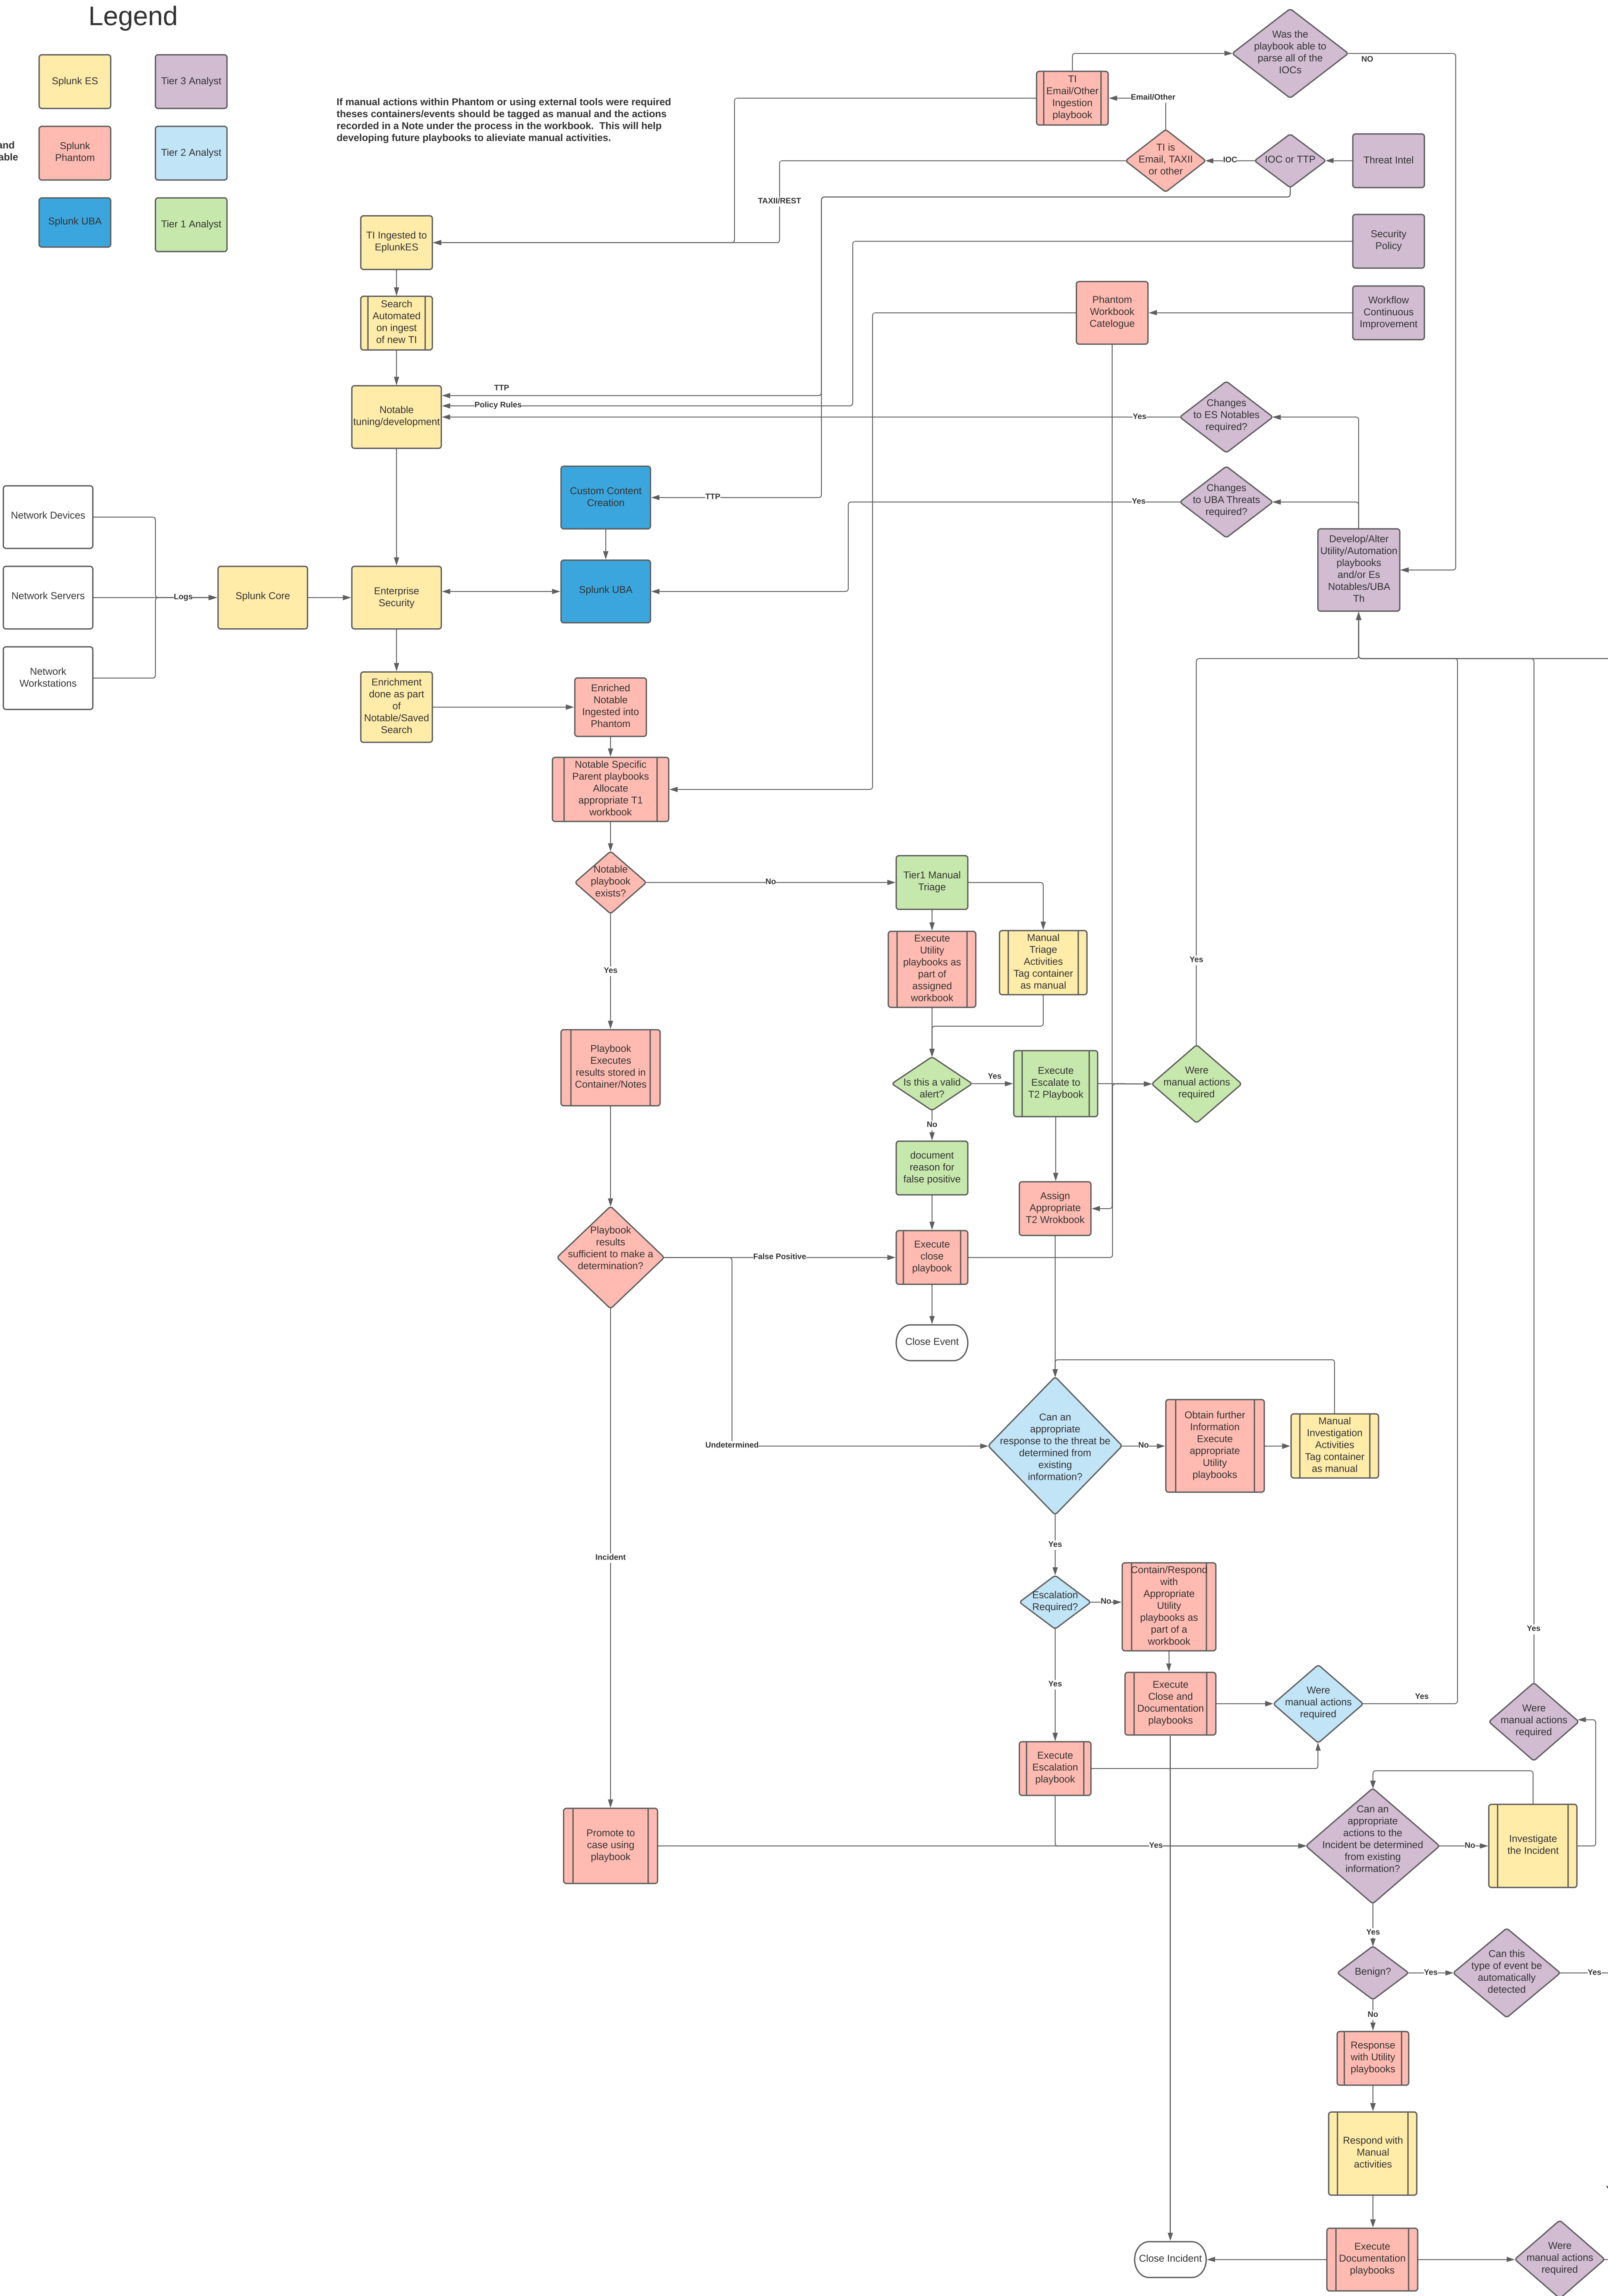 Legend
Splunk ES
Tier 3 Analyst
and
able
Splunk
Phantom
Tier 2 Analyst
Splunk UBA
Tier 1 Analyst
If manual actions within Phantom or using external tools were required
theses containers/events should be tagged as manual and the actions
recorded in a Note under the process in the workbook.  This will help
developing future playbooks to alieviate manual activities.
Was the
playbook able to
parse all of the
IOCs
NO
TI
Email/Other
Ingestion
playbook
Email/Other
TI is
Email, TAXII
or other
IOC
IOC or TTP
Threat Intel
TAXII/REST
Security
Policy
TI Ingested to
EplunkES
Phantom
Workbook
Catelogue
Workflow
Continuous
Improvement
Search
Automated
on ingest
of new TI
TTP
Policy Rules
Notable
tuning/development
Yes
Changes
to ES Notables
required?
Custom Content
Creation
TTP
Yes
Changes
to UBA Threats
required?
Network Devices
Develop/Alter
Utility/Automation
playbooks
and/or Es
Notables/UBA
Th
Network Servers
Logs
Splunk Core
Enterprise
Security
Splunk UBA
Network
Workstations
Enrichment
done as part
of
Notable/Saved
Search
Enriched
Notable
Ingested into
Phantom
Notable Specific
Parent playbooks
Allocate
appropriate T1
workbook
Notable
playbook
exists?
No
Tier1 Manual
Triage
Execute
Utility
playbooks as
part of
assigned
workbook
Manual
Triage
Activities
Tag container
as manual
Yes
Yes
Playbook
Executes
results stored in
Container/Notes
Is this a valid
alert?
Yes
Execute
Escalate to
T2 Playbook
Were
manual actions
required
No
document
reason for
false positive
Assign
Appropriate
T2 Wrokbook
Playbook
results
sufficient to make a
determination?
False Positive
Execute
close
playbook
Close Event
Undetermined
Can an
appropriate
response to the threat be
determined from
existing
information?
No
Obtain further
Information
Execute
appropriate
Utility
playbooks
Manual
Investigation
Activities
Tag container
as manual
Yes
Incident
Escalation
Required?
No
Contain/Respond
with
Appropriate
Utility
playbooks as
part of a
workbook
Yes
Yes
Execute
Close and
Documentation
playbooks
Were
manual actions
required
Yes
Were
manual actions
required
Execute
Escalation
playbook
Promote to
case using
playbook
Yes
Can an
appropriate
actions to the
Incident be determined
from existing
information?
No
Investigate
the Incident
Yes
Benign?
Yes
Can this
type of event be
automatically
detected
Yes
No
Response
with Utility
playbooks
Respond with
Manual
activities
Close Incident
Execute
Documentation
playbooks
Were
manual actions
required